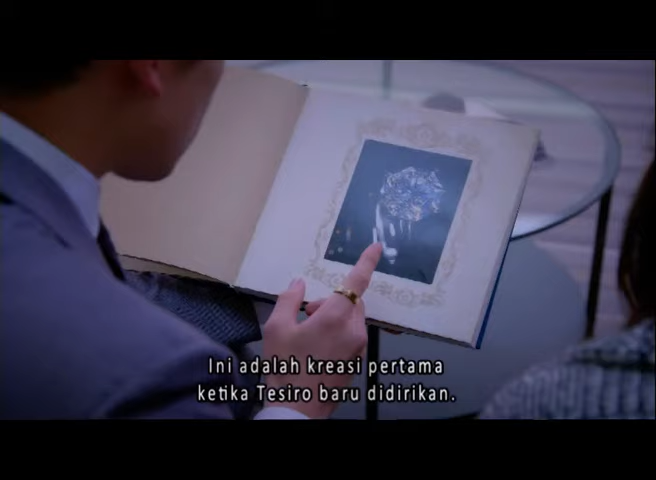 Ini adalah kreasi pertama
ketika Tesiro baru didirikan.